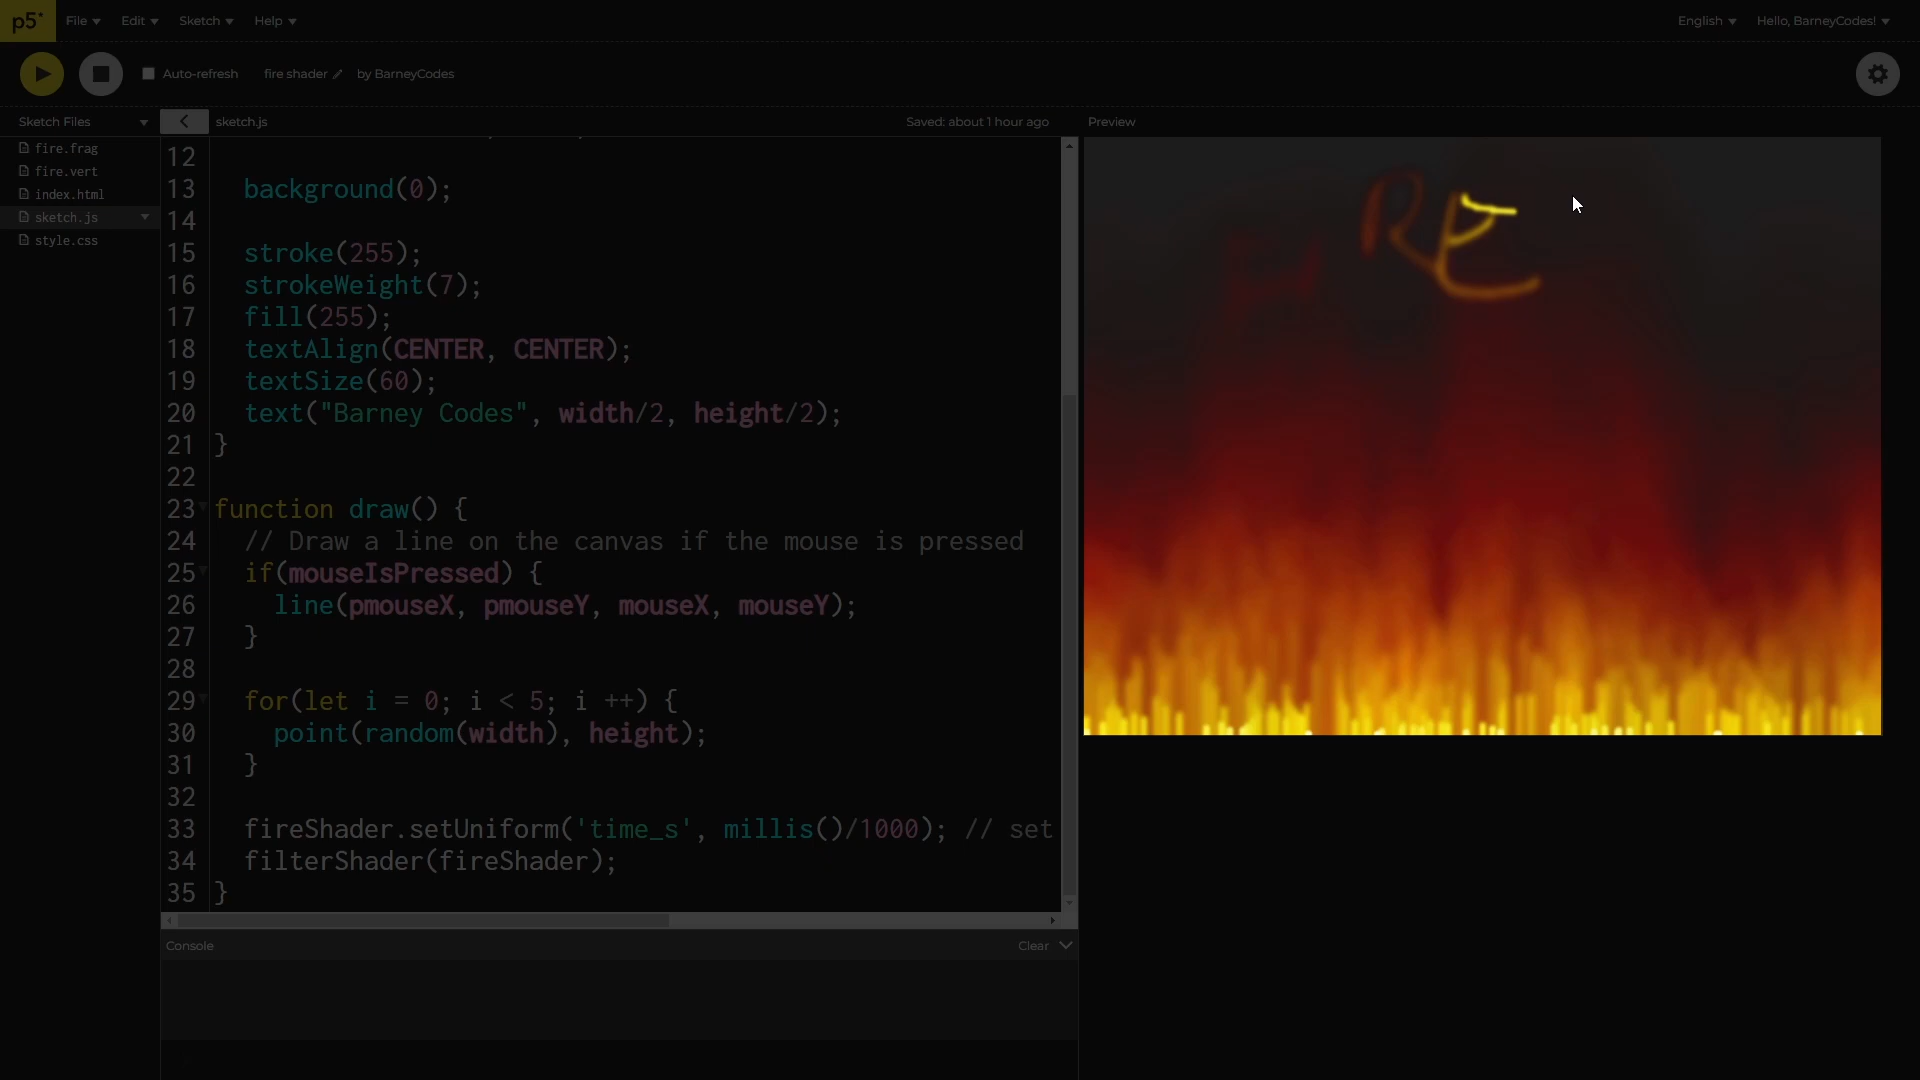 p5*
File
Edit
Sketch
Help
English
Hello, BarneyCodes!
Auto-refresh
fire shader
by BarneyCodes
Sketch Files
sketch.js
Saved: about 1 hour ago
Preview
fire.frag
fire.vert
index.html
sketch.js
style.css
12
13 background(0);
14
15 stroke(255);
16 strokeWeight(7);
17 fill(255);
18 textAlign(CENTER, CENTER);
19 textSize(60);
20 text("Barney Codes", width/2, height/2);
21 }
22
23 function draw() {
24 // Draw a line on the canvas if the mouse is pressed
25 if(mouseIsPressed) {
26 line(pmouseX, pmouseY, mouseX, mouseY);
27 }
28
29 for(let i = 0; i < 5; i ++) {
30 point(random(width), height);
31 }
32
33 fireShader.setUniform('time_s', millis()/1000); // set
34 filterShader(fireShader);
35 }
RE
Console
Clear